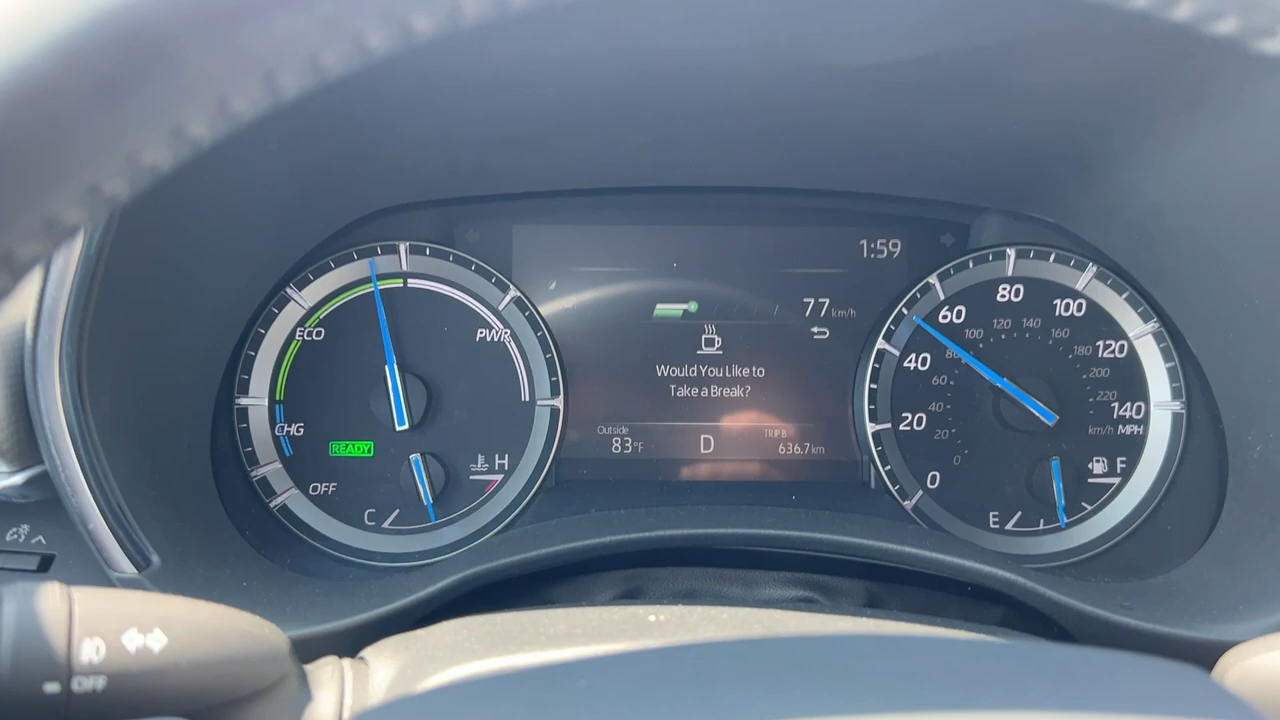 1:59
77 km/h
Would You Like to
Take a Break?
Outside
83°F
D
TRIP B
636.7 km
ECO
PWR
CHG
READY
OFF
C
H
0
20
40
60
80
100
120
140
km/h MPH
0
20
40
60
80
100
120
140
160
180
200
220
E
F
OFF